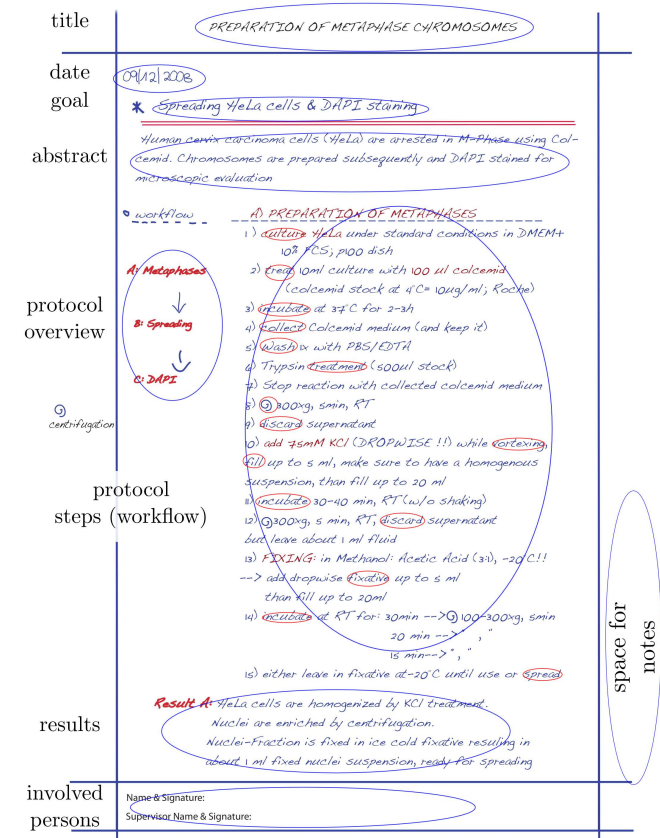 title
PREPARATION OF METAPHASE CHROMOSOMES
date
09/12/2008
goal
* Spreading HeLa cells & DAPI staining
abstract
Human cervix carcinoma cells (HeLa) are arrested in M-Phase using Col-
cemid. Chromosomes are prepared subsequently and DAPI stained for
microscopic evaluation
workflow
A) PREPARATION OF METAPHASES
1) culture HeLa under standard conditions in DMEM+
10% FCS; p100 dish
A: Metaphases
2) treat 10ml culture with 100 ul colcemid
(colcemid stock at 4°C= 10ug/ml; Roche)
protocol
overview
3) incubate at 37°C for 2-3h
B: Spreading
4) collect Colcemid medium (and keep it)
5) Wash 1x with PBS/EDTA
6) Trypsin treatment (500ul stock)
C: DAPI
7) Stop reaction with collected colcemid medium
8) 300xg, 5min, RT
centrifugation
9) discard supernatant
10) add 75mM KCl (DROPWISE !!) while vortexing,
fill up to 5 ml, make sure to have a homogenous
suspension, than fill up to 20 ml
protocol
steps (workflow)
11) incubate 30-40 min, RT (w/o shaking)
12) 300xg, 5 min, RT, discard supernatant
but leave about 1 ml fluid
13) FIXING: in Methanol: Acetic Acid (3:1), -20°C!!
--> add dropwise fixative up to 5 ml
than fill up to 20ml
14) incubate at RT for: 30min --> 100-300xg, 5min
20 min --> " , "
15 min--> " , "
15) either leave in fixative at-20°C until use or spread
space for
notes
results
Result A: HeLa cells are homogenized by KCl treatment.
Nuclei are enriched by centrifugation.
Nuclei-Fraction is fixed in ice cold fixative resuling in
about 1 ml fixed nuclei suspension, ready for spreading
involved
persons
Name & Signature:
Supervisor Name & Signature: